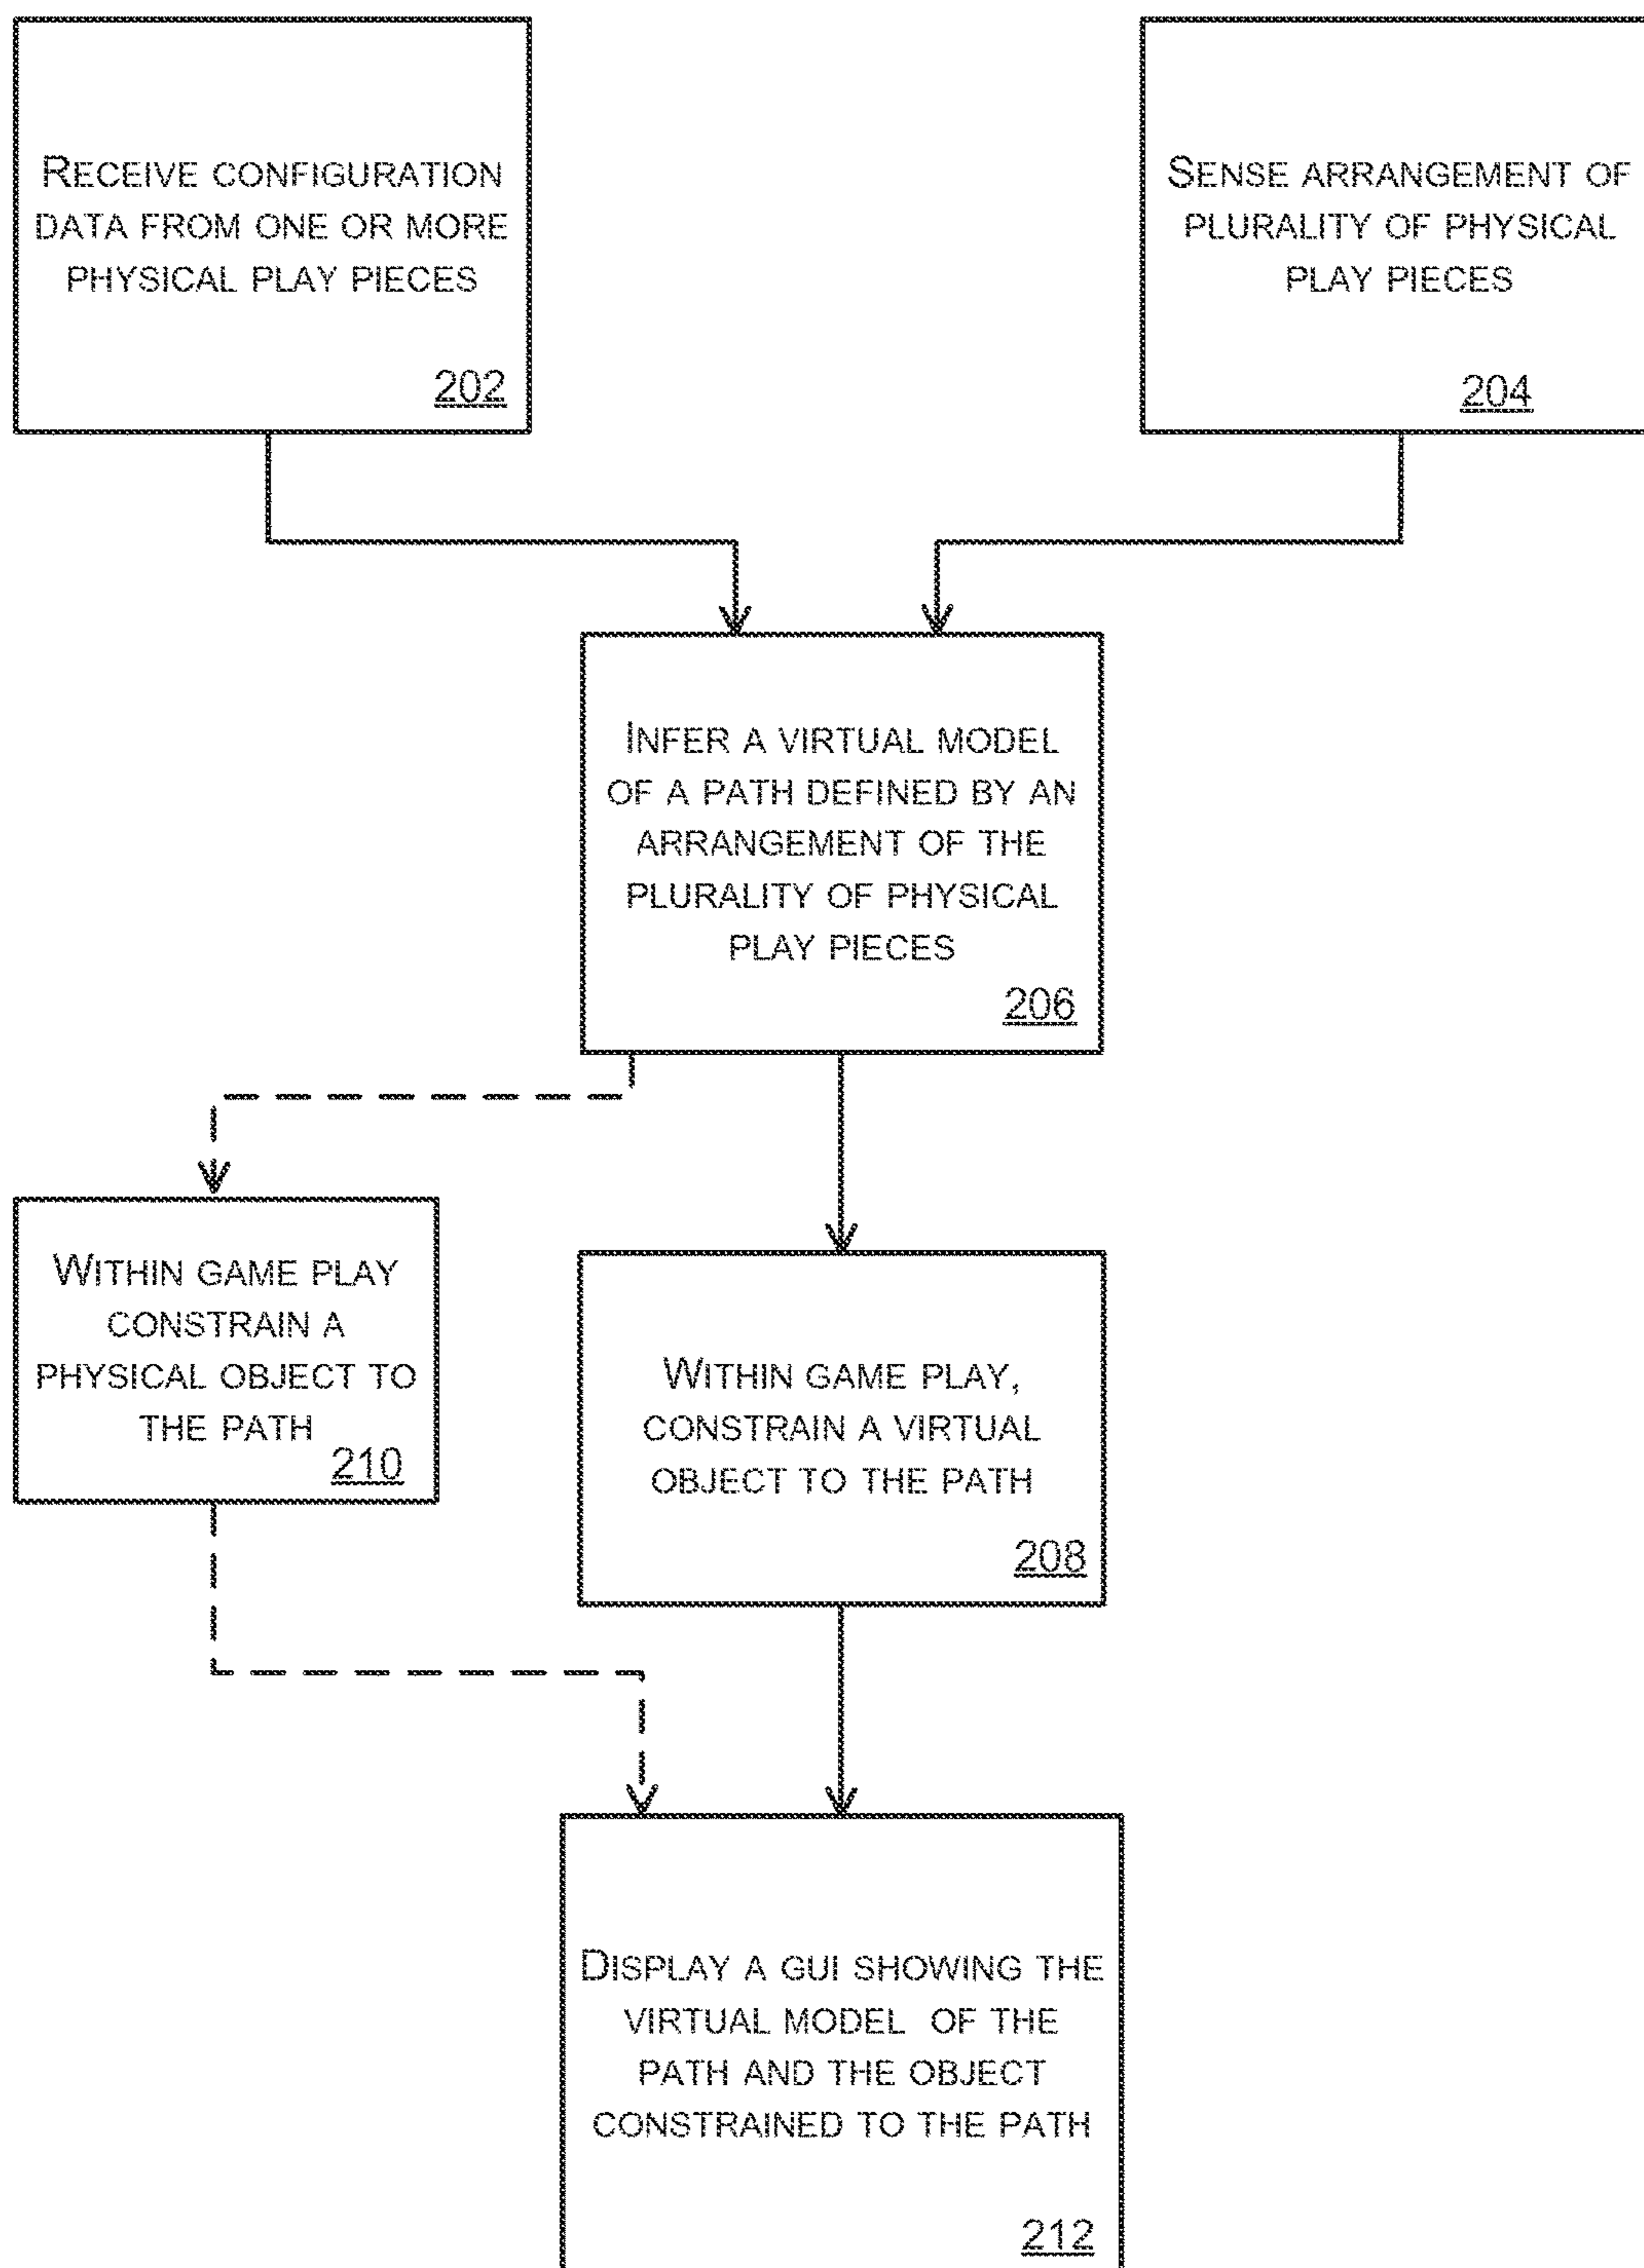 RECEIVE CONFIGURATION
DATA FROM ONE OR MORE
PHYSICAL PLAY PIECES
202
SENSE ARRANGEMENT OF
PLURALITY OF PHYSICAL
PLAY PIECES
204
INFER A VIRTUAL MODEL
OF A PATH DEFINED BY AN
ARRANGEMENT OF THE
PLURALITY OF PHYSICAL
PLAY PIECES
206
WITHIN GAME PLAY
CONSTRAIN A
PHYSICAL OBJECT TO
THE PATH
210
WITHIN GAME PLAY,
CONSTRAIN A VIRTUAL
OBJECT TO THE PATH
208
DISPLAY A GUI SHOWING THE
VIRTUAL MODEL OF THE
PATH AND THE OBJECT
CONSTRAINED TO THE PATH
212